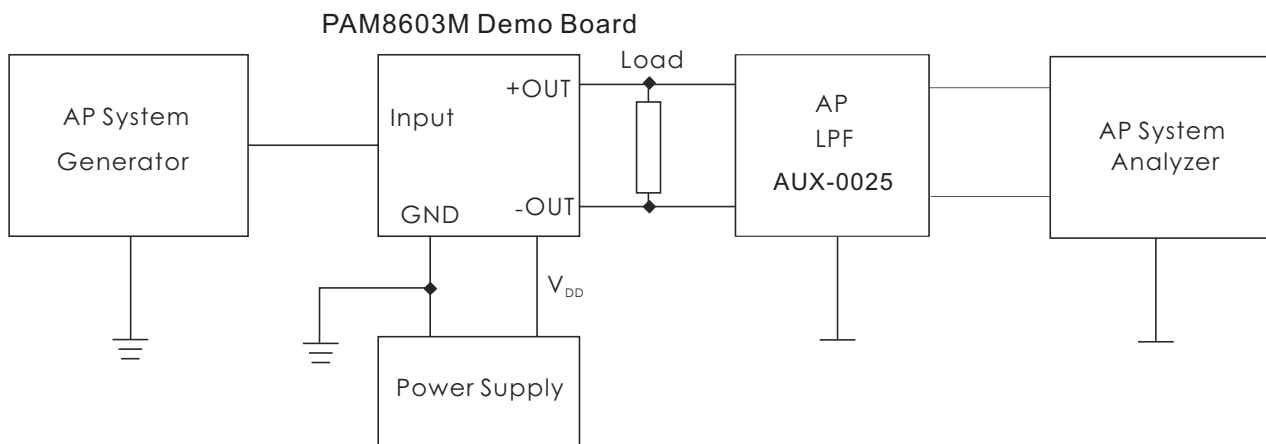 PAM8603M Demo Board
AP System
Generator
Input
+OUT
-OUT
GND
Load
AP
LPF
AUX-0025
AP System
Analyzer
VDD
Power Supply